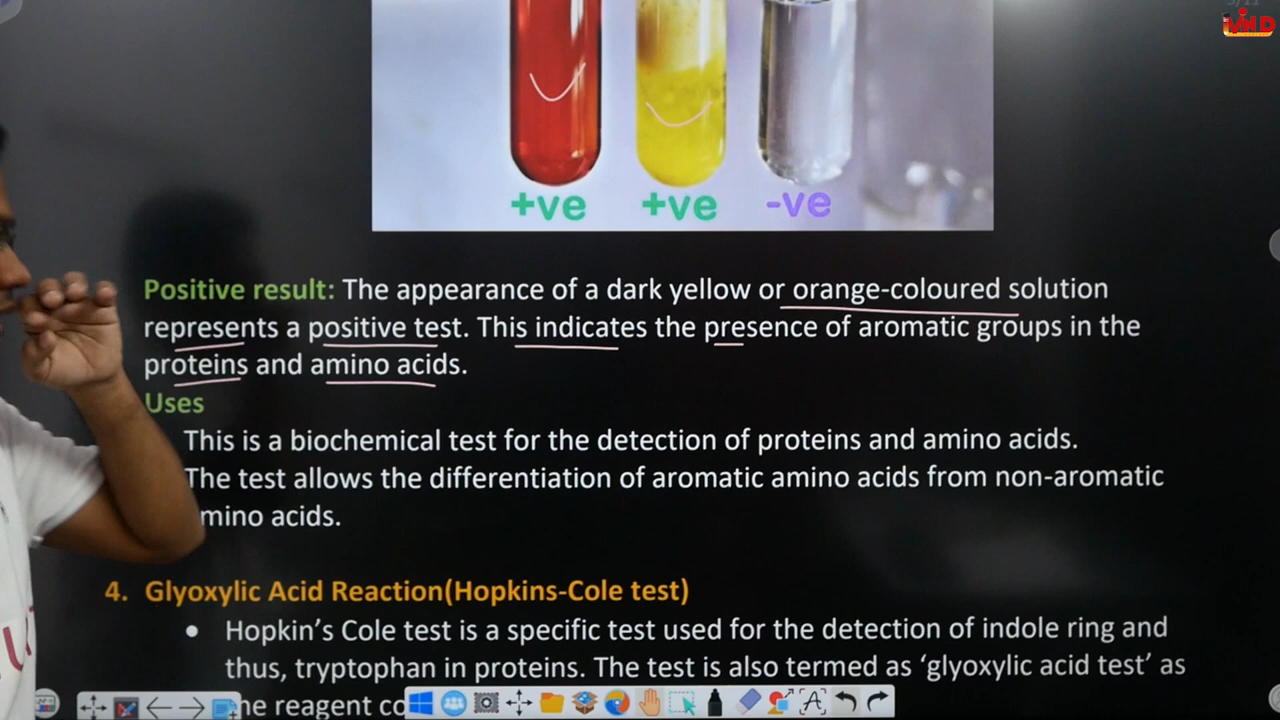 +ve +ve -ve
Positive result: The appearance of a dark yellow or orange-coloured solution
represents a positive test. This indicates the presence of aromatic groups in the
proteins and amino acids.
Uses
This is a biochemical test for the detection of proteins and amino acids.
The test allows the differentiation of aromatic amino acids from non-aromatic
mino acids.
4. Glyoxylic Acid Reaction(Hopkins-Cole test)
• Hopkin's Cole test is a specific test used for the detection of indole ring and
thus, tryptophan in proteins. The test is also termed as 'glyoxylic acid test' as
he reagent co